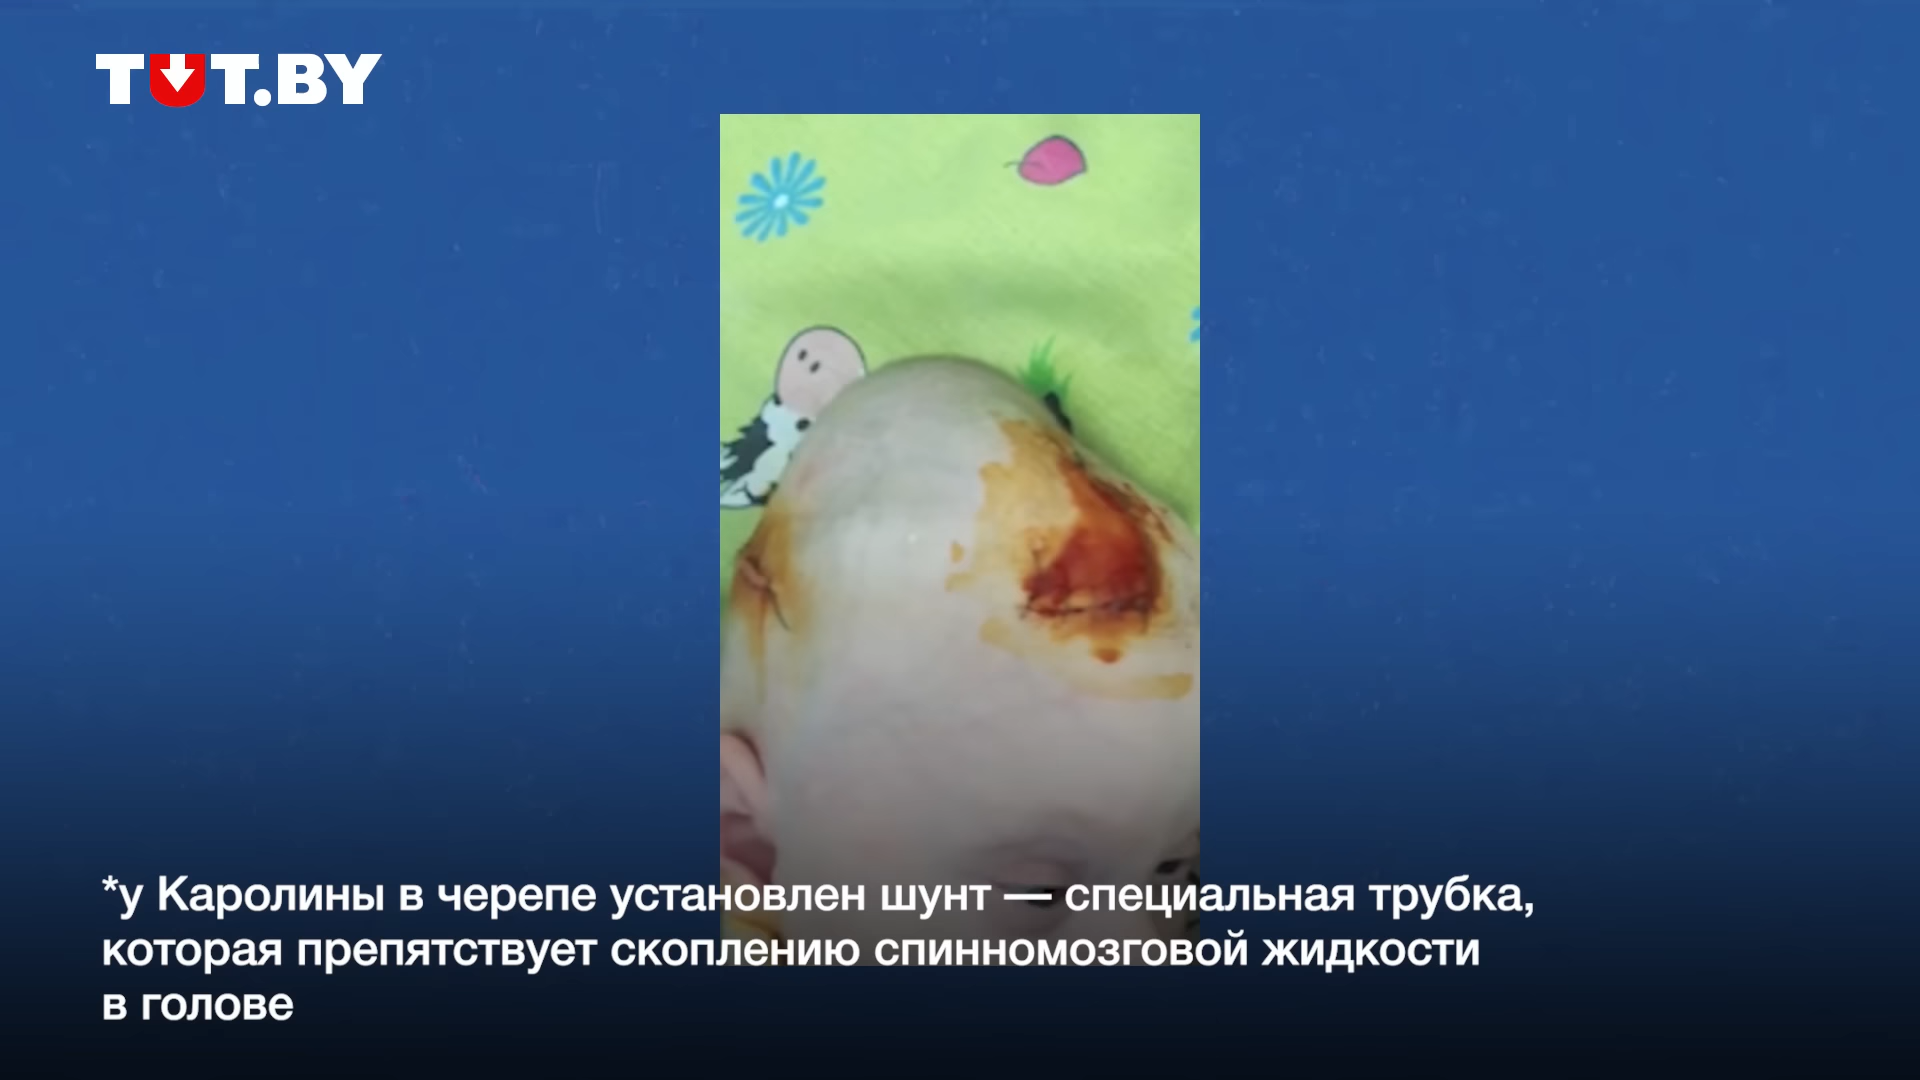 TUT.BY
*у Каролины в черепе установлен шунт — специальная трубка,
которая препятствует скоплению спинномозговой жидкости
в голове